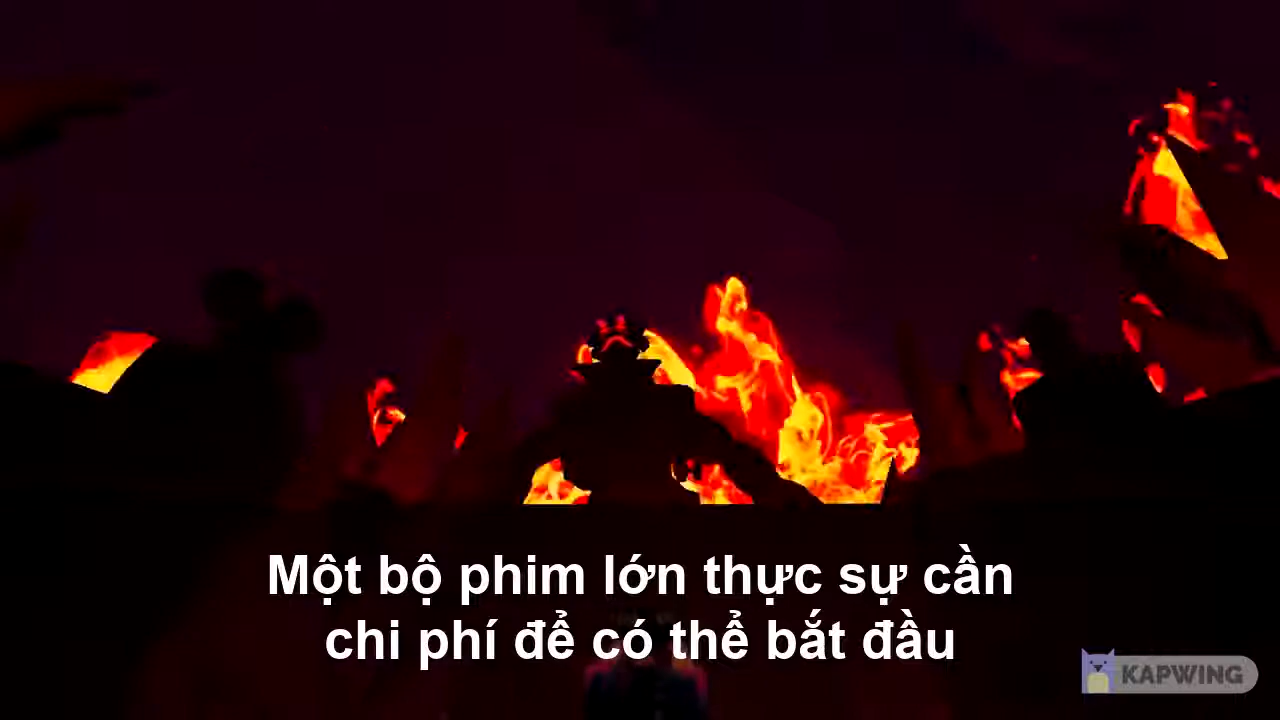 Một bộ phim lớn thực sự cần
chi phí để có thể bắt đầu
KAPWING